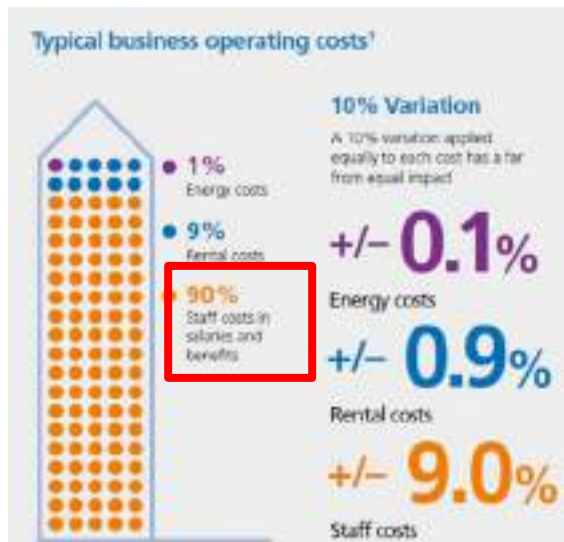 Typical business operating costs¹
1%
Energy costs
9%
Rental costs
90%
Staff costs in
salaries and
benefits
10% Variation
A 10% variation applied
equally to each cost has a far
from equal impact
+/– 0.1%
Energy costs
+/– 0.9%
Rental costs
+/– 9.0%
Staff costs